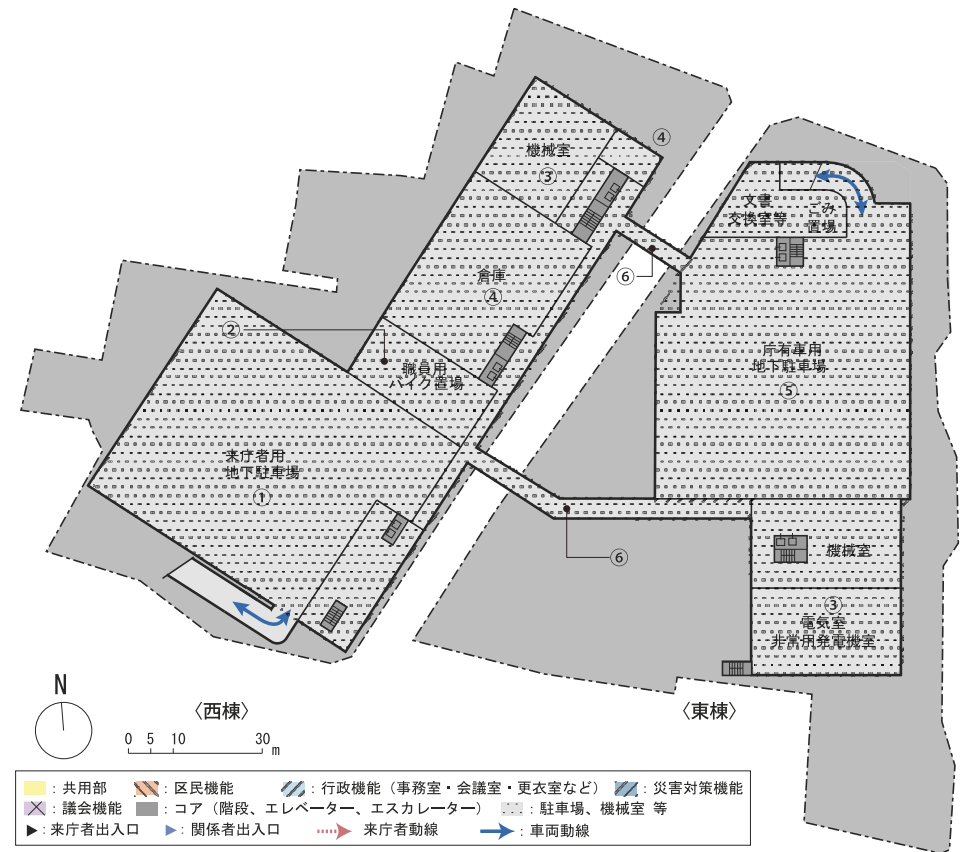 ④
機械室
③
文書
交換室等
ごみ
置場
倉庫
④
⑥
②
職員用
バイク置場
庁有車用
地下駐車場
⑤
来庁者用
地下駐車場
①
⑥
機械室
③
電気室
非常用発電機室
N
〈西棟〉
〈東棟〉
0 5 10 30
m
：共用部 ：区民機能 ：行政機能（事務室・会議室・更衣室など） ：災害対策機能
：議会機能 ：コア（階段、エレベーター、エスカレーター） ：駐車場、機械室 等
：来庁者出入口 ：関係者出入口 来庁者動線 ：車両動線